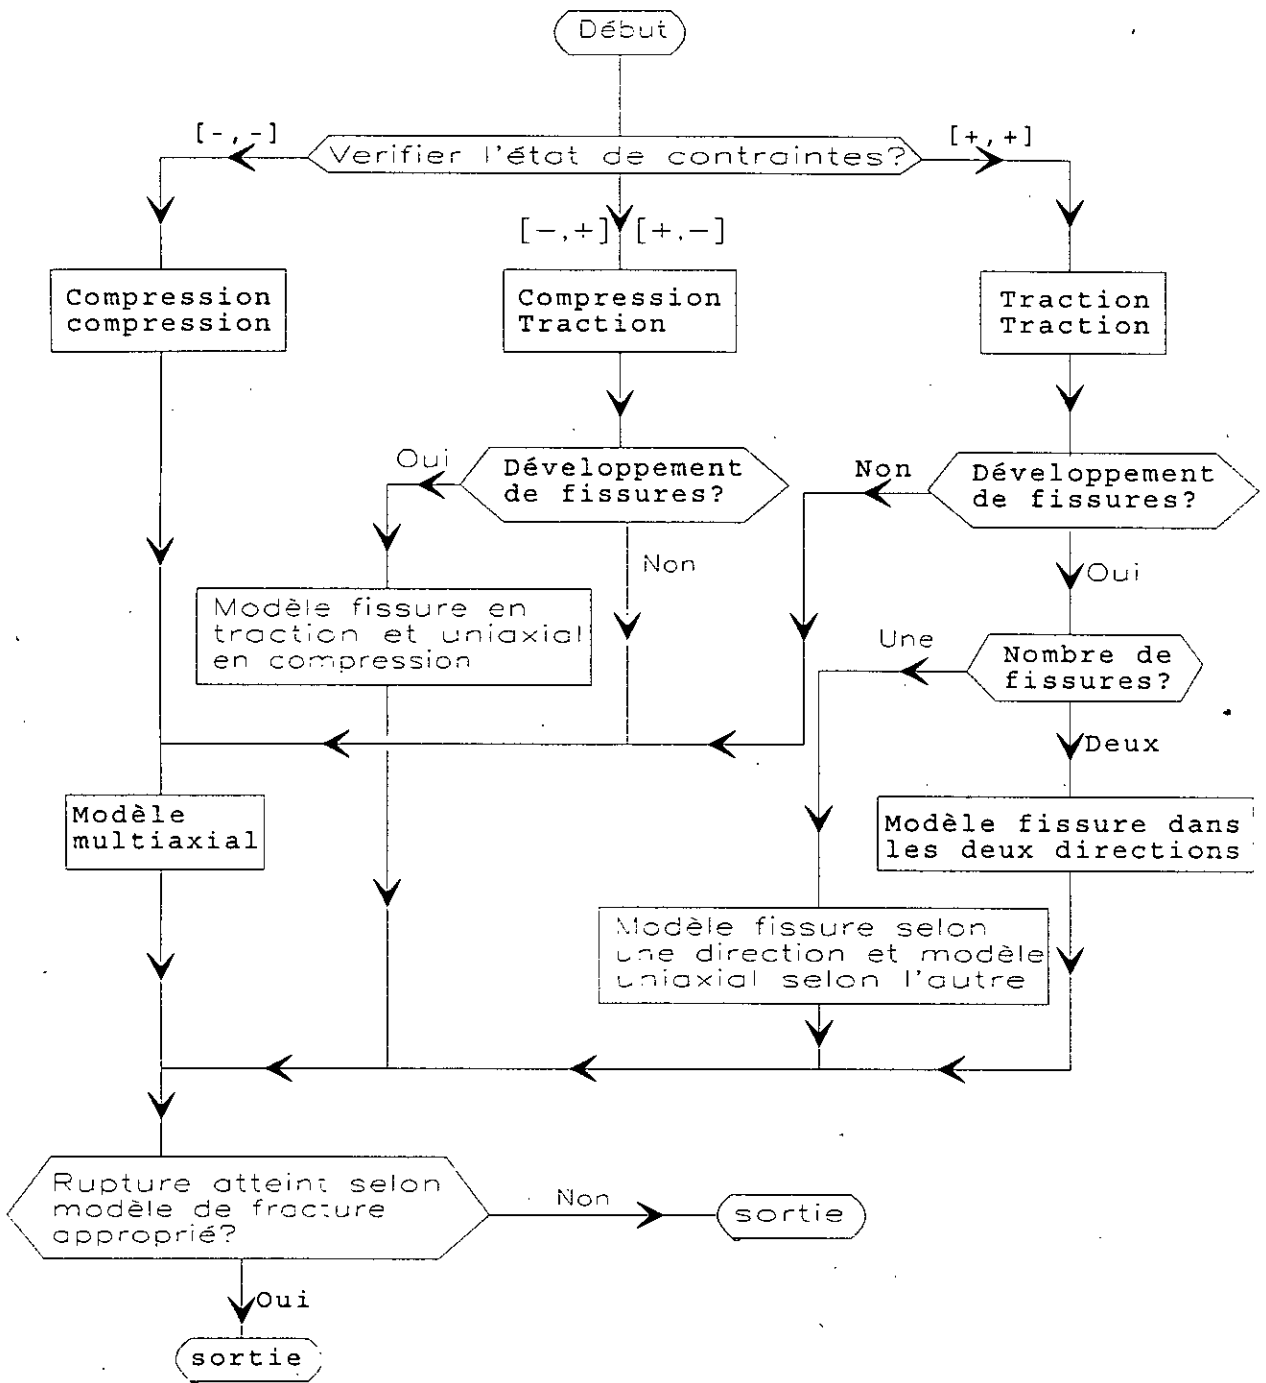 Début
[-,-]
Verifier l'état de contraintes?
[+,+]
[-,+] [+,-]
Compression
compression
Compression
Traction
Traction
Traction
Oui
Développement
de fissures?
Non
Développement
de fissures?
Non
Oui
Modèle fissure en
traction et uniaxial
en compression
Une
Nombre de
fissures?
Deux
Modèle
multiaxial
Modèle fissure dans
les deux directions
Modèle fissure selon
une direction et modèle
uniaxial selon l'autre
Rupture atteint selon
modèle de fracture
approprié?
Non
sortie
Oui
sortie